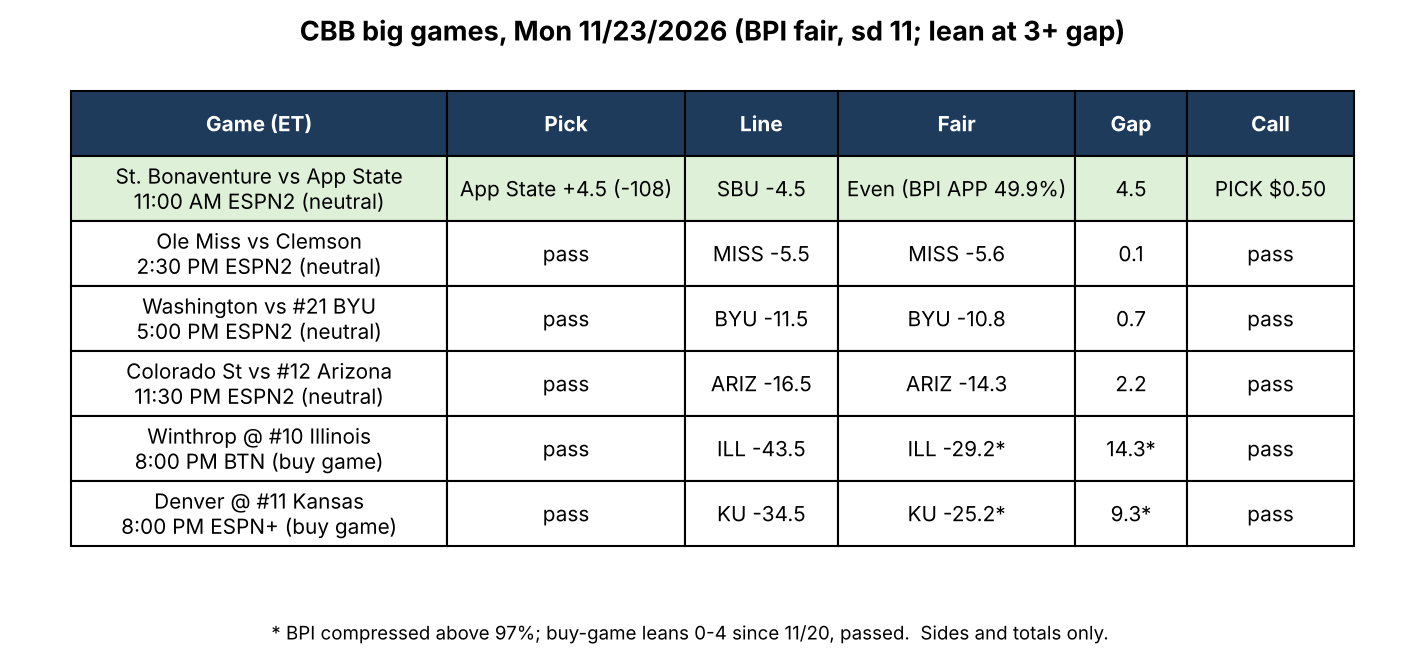 CBB big games, Mon 11/23/2026 (BPI fair, sd 11; lean at 3+ gap)
Game (ET) Pick Line Fair Gap Call
St. Bonaventure vs App State
11:00 AM ESPN2 (neutral) App State +4.5 (-108) SBU -4.5 Even (BPI APP 49.9%) 4.5 PICK $0.50
Ole Miss vs Clemson
2:30 PM ESPN2 (neutral) pass MISS -5.5 MISS -5.6 0.1 pass
Washington vs #21 BYU
5:00 PM ESPN2 (neutral) pass BYU -11.5 BYU -10.8 0.7 pass
Colorado St vs #12 Arizona
11:30 PM ESPN2 (neutral) pass ARIZ -16.5 ARIZ -14.3 2.2 pass
Winthrop @ #10 Illinois
8:00 PM BTN (buy game) pass ILL -43.5 ILL -29.2* 14.3* pass
Denver @ #11 Kansas
8:00 PM ESPN+ (buy game) pass KU -34.5 KU -25.2* 9.3* pass
* BPI compressed above 97%; buy-game leans 0-4 since 11/20, passed.  Sides and totals only.